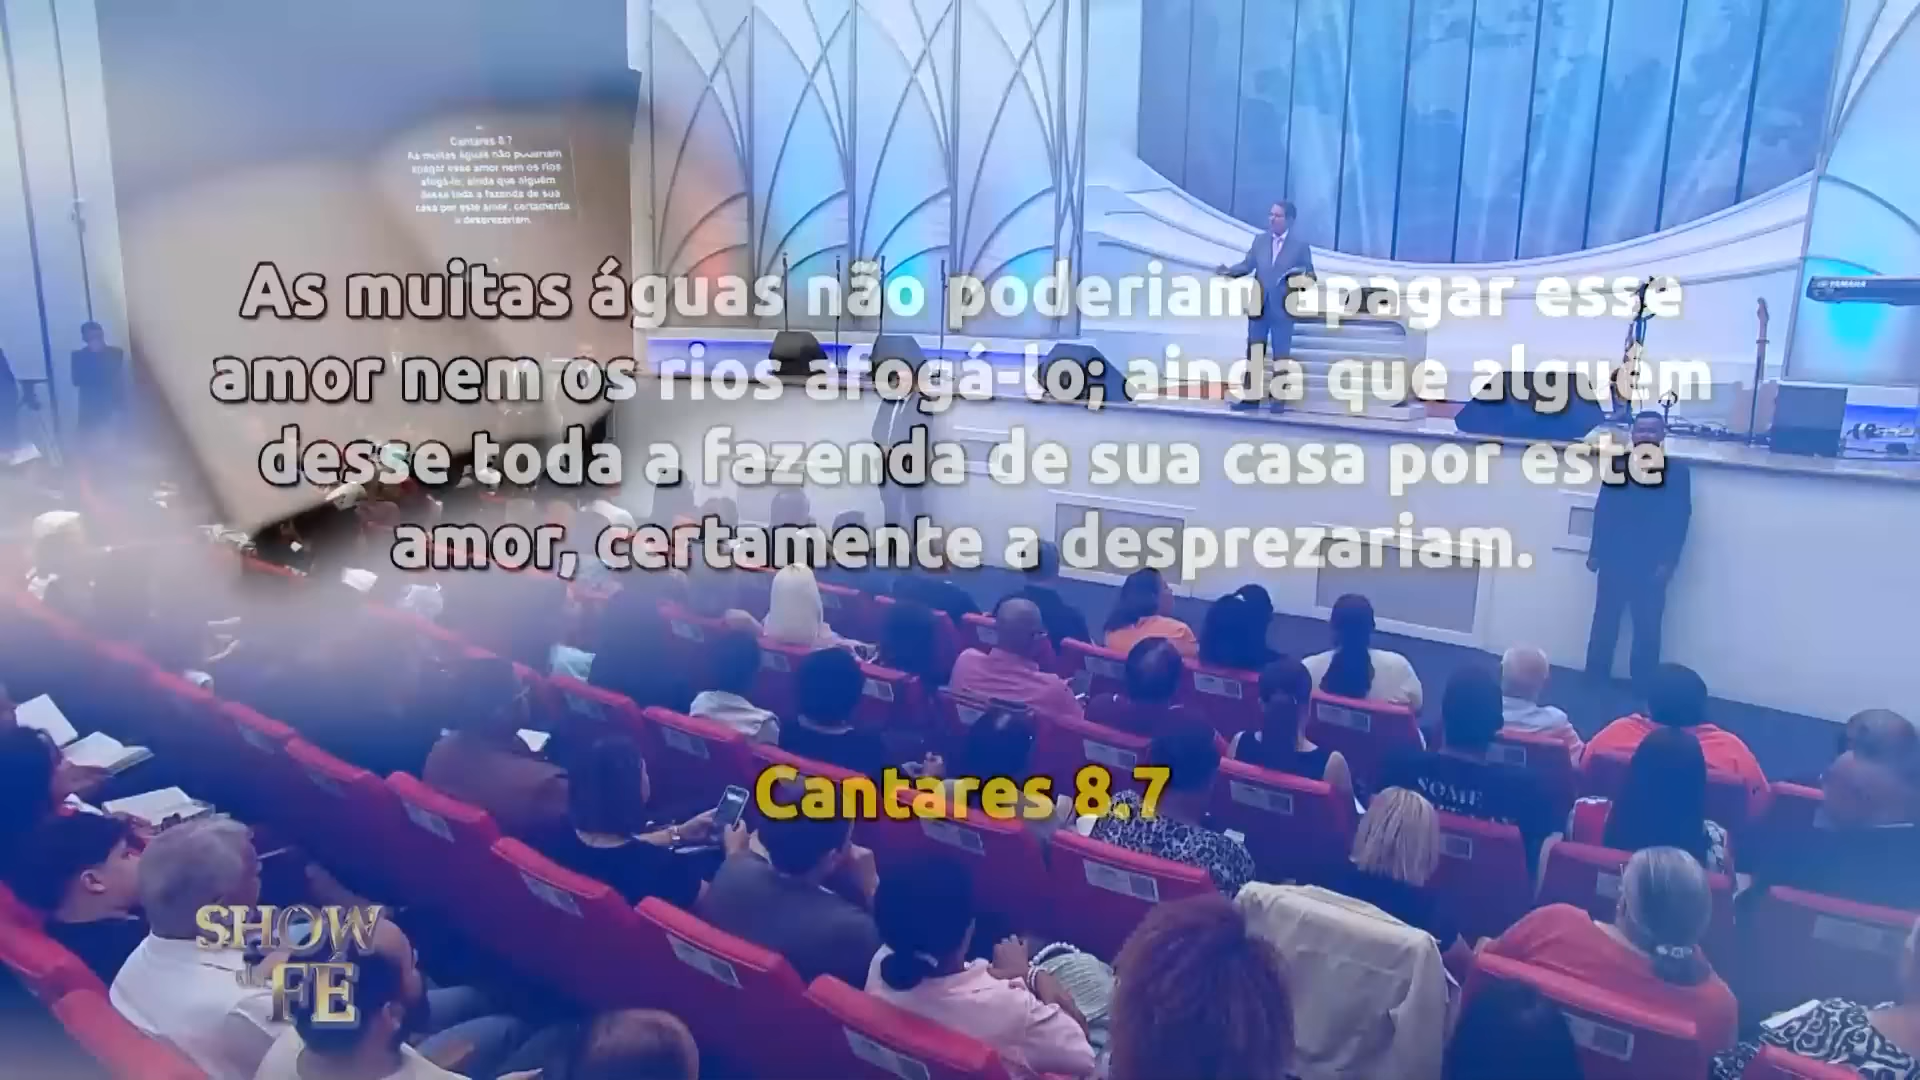 Cantares 8.7
As muitas águas não poderiam
apagar esse amor nem os rios
afogá-lo; ainda que alguém
desse toda a fazenda de sua
casa por este amor, certamente
a desprezariam.
As muitas águas não poderiam apagar esse
amor nem os rios afogá-lo; ainda que alguém
desse toda a fazenda de sua casa por este
amor, certamente a desprezariam.
YAMAHA
Cantares 8.7
SOME
SHOW
da FÉ